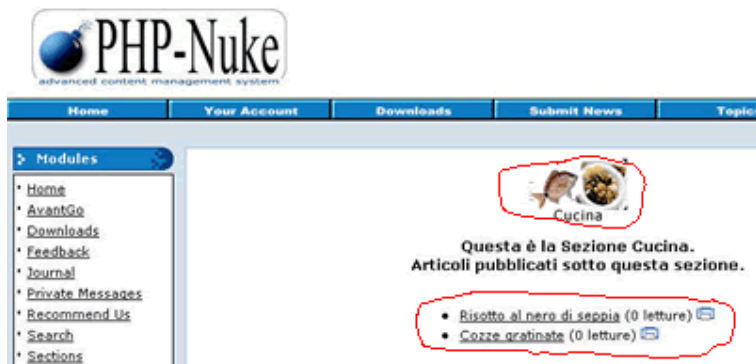 PHP-Nuke
advanced content management system
Home Your Account Downloads Submit News Topic
Modules
Home
AvantGo
Downloads
Feedback
Journal
Private Messages
Recommend Us
Search
Sections
Cucina
Questa è la Sezione Cucina.
Articoli pubblicati sotto questa sezione.
Risotto al nero di seppia (0 letture)
Cozze gratinate (0 letture)